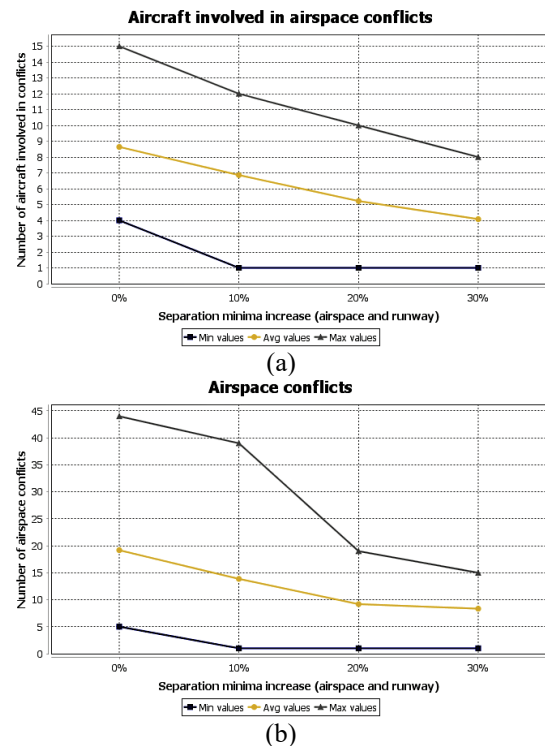 Aircraft involved in airspace conflicts
Number of aircraft involved in conflicts
15
14
13
12
11
10
9
8
7
6
5
4
3
2
1
0
0% 10% 20% 30%
Separation minima increase (airspace and runway)
Min values Avg values Max values
(a)
Airspace conflicts
Number of airspace conflicts
45
40
35
30
25
20
15
10
5
0
0% 10% 20% 30%
Separation minima increase (airspace and runway)
Min values Avg values Max values
(b)